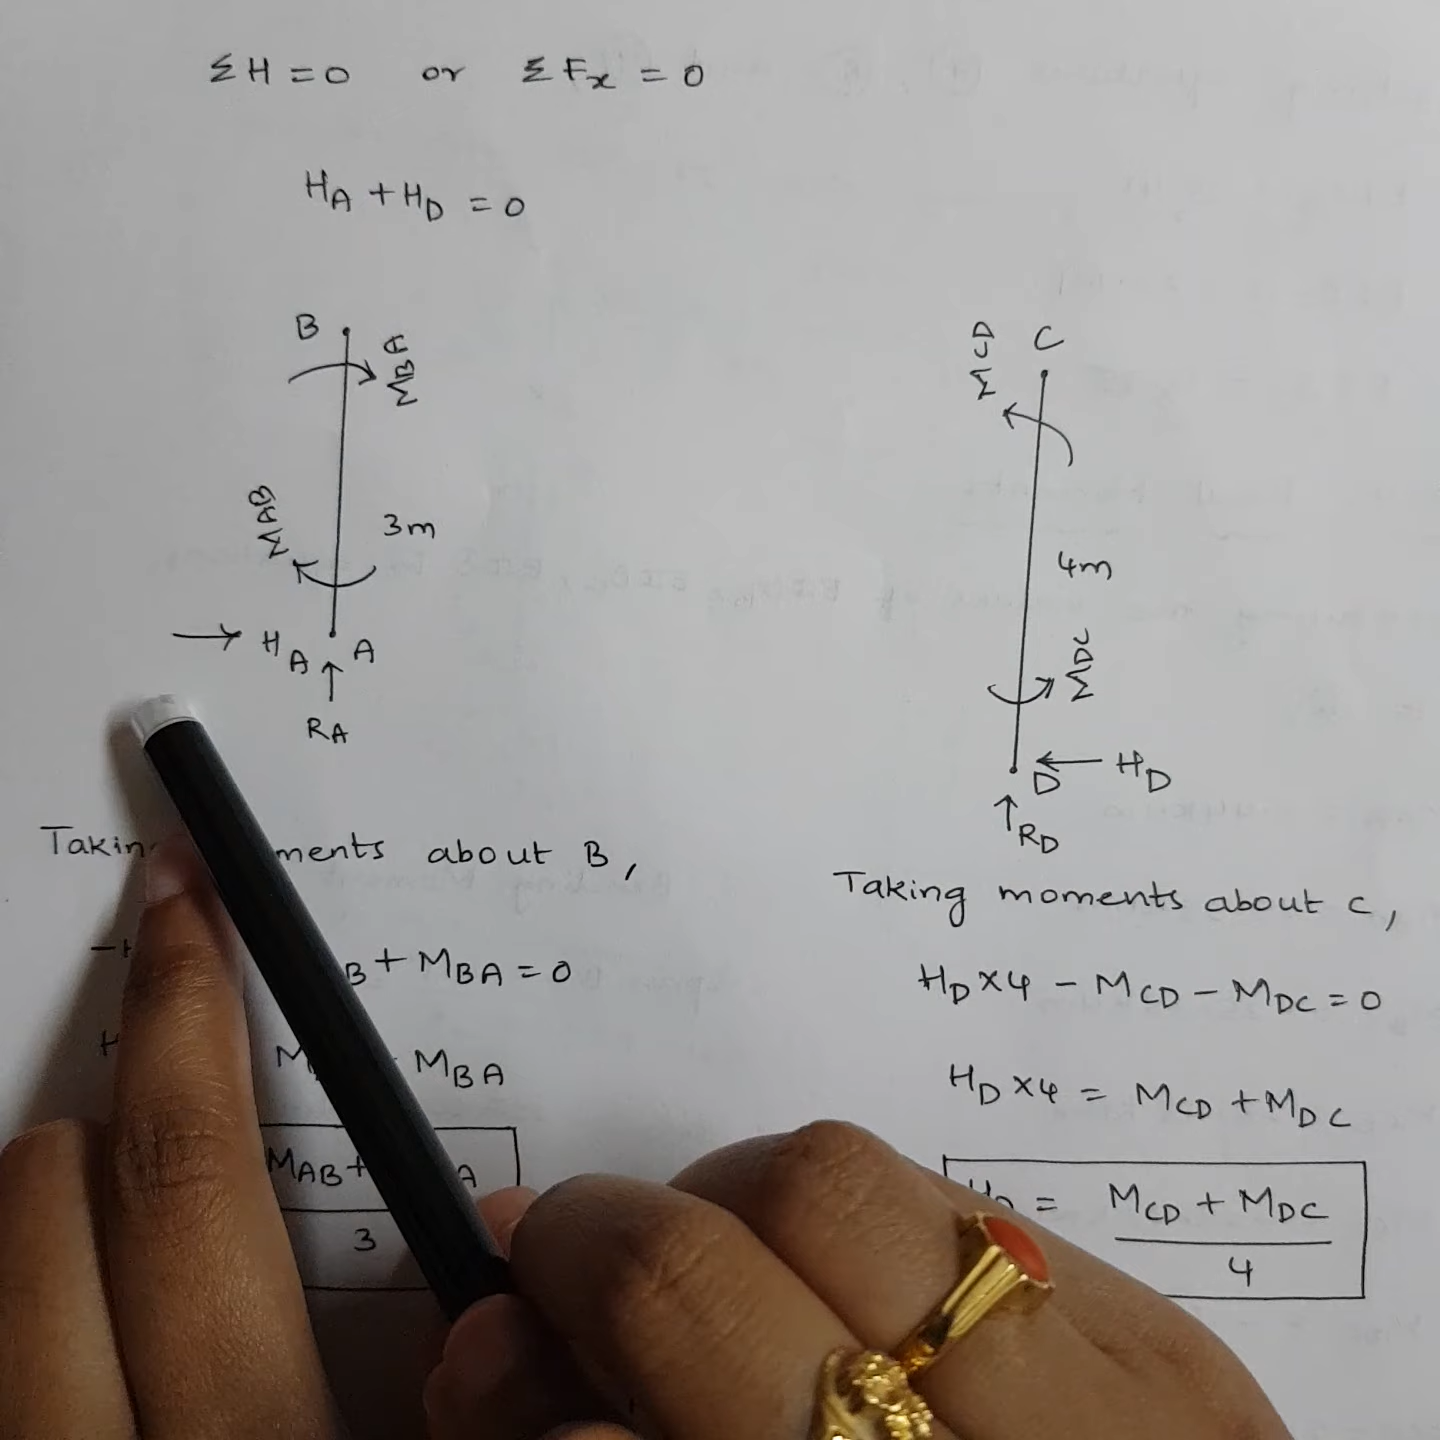 ΣH = 0 or ΣFx = 0
HA + HD = 0
B
MBA
MAB
3m
HA
A
RA
MCD
C
4m
MDC
D
HD
RD
Taking moments about B,
B + MBA = 0
MBA
MAB +
3
Taking moments about C,
HD × 4 - MCD - MDC = 0
HD × 4 = MCD + MDC
= MCD + MDC
4